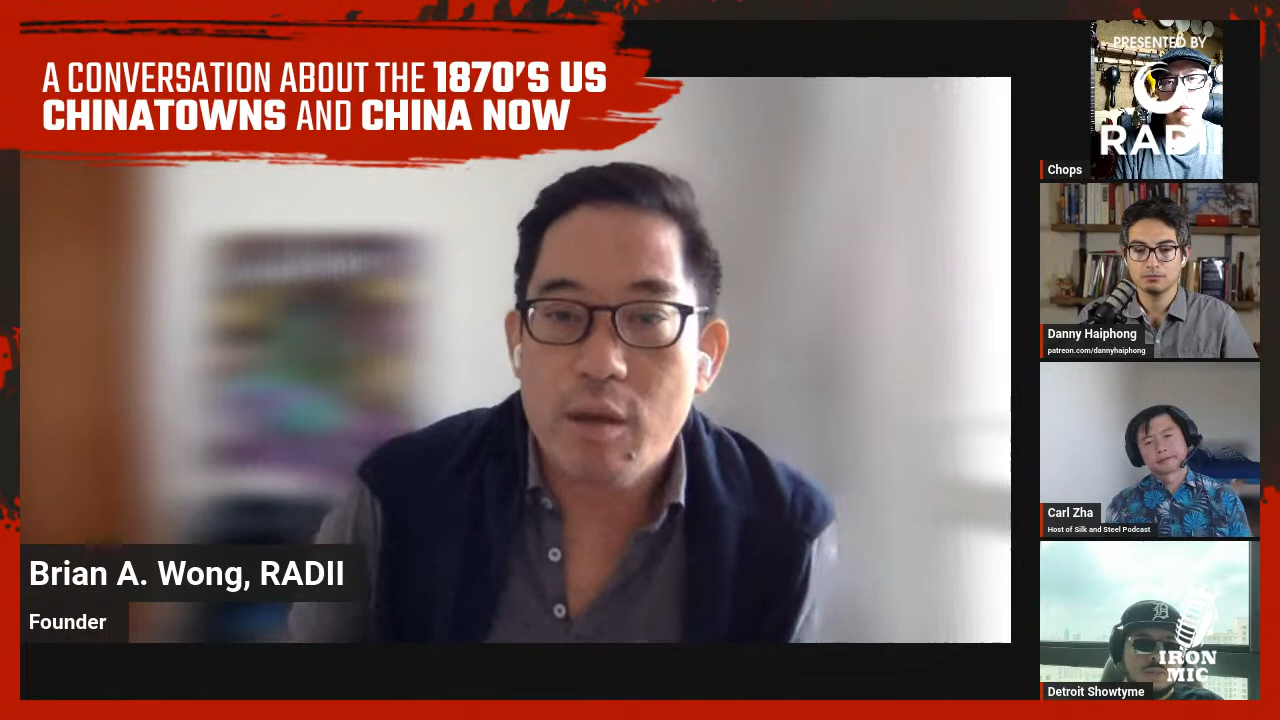 A CONVERSATION ABOUT THE 1870'S US
CHINATOWNS AND CHINA NOW
PRESENTED BY
RADII
Chops
Danny Haiphong
patreon.com/dannyhaiphong
Carl Zha
Host of Silk and Steel Podcast
D
IRON
MIC
Detroit Showtyme
Brian A. Wong, RADII
Founder